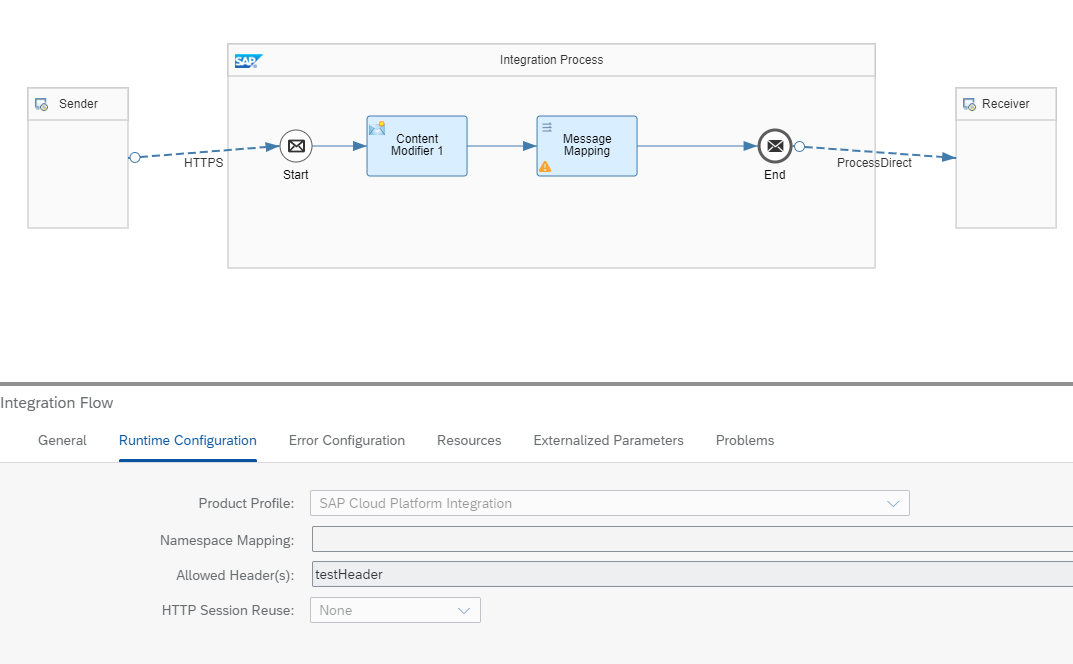 SAP
Integration Process
Sender
Receiver
HTTPS
Start
Content
Modifier 1
Message
Mapping
End
ProcessDirect
Integration Flow
General
Runtime Configuration
Error Configuration
Resources
Externalized Parameters
Problems
Product Profile:
SAP Cloud Platform Integration
Namespace Mapping:
Allowed Header(s):
testHeader
HTTP Session Reuse:
None